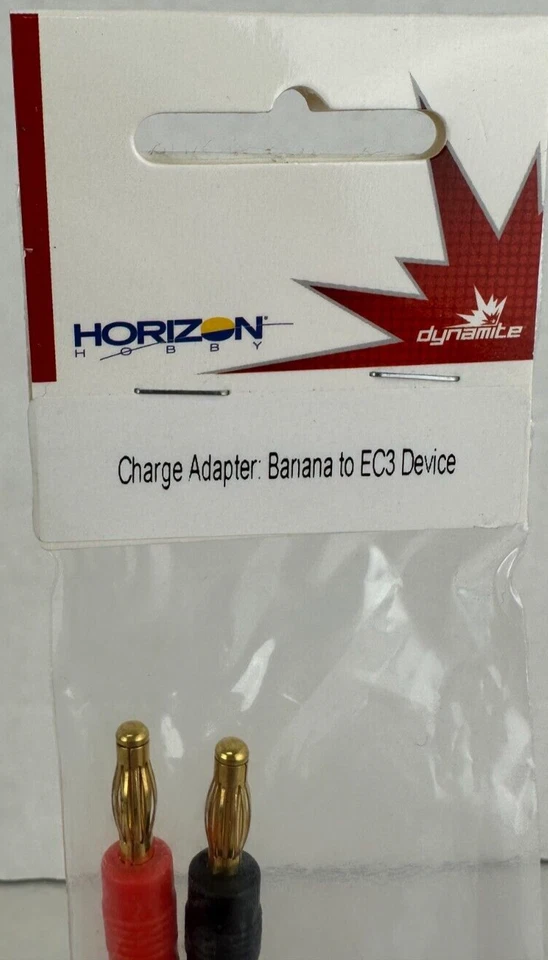 HORIZON®
HOBBY
dynamite
Charge Adapter: Banana to EC3 Device